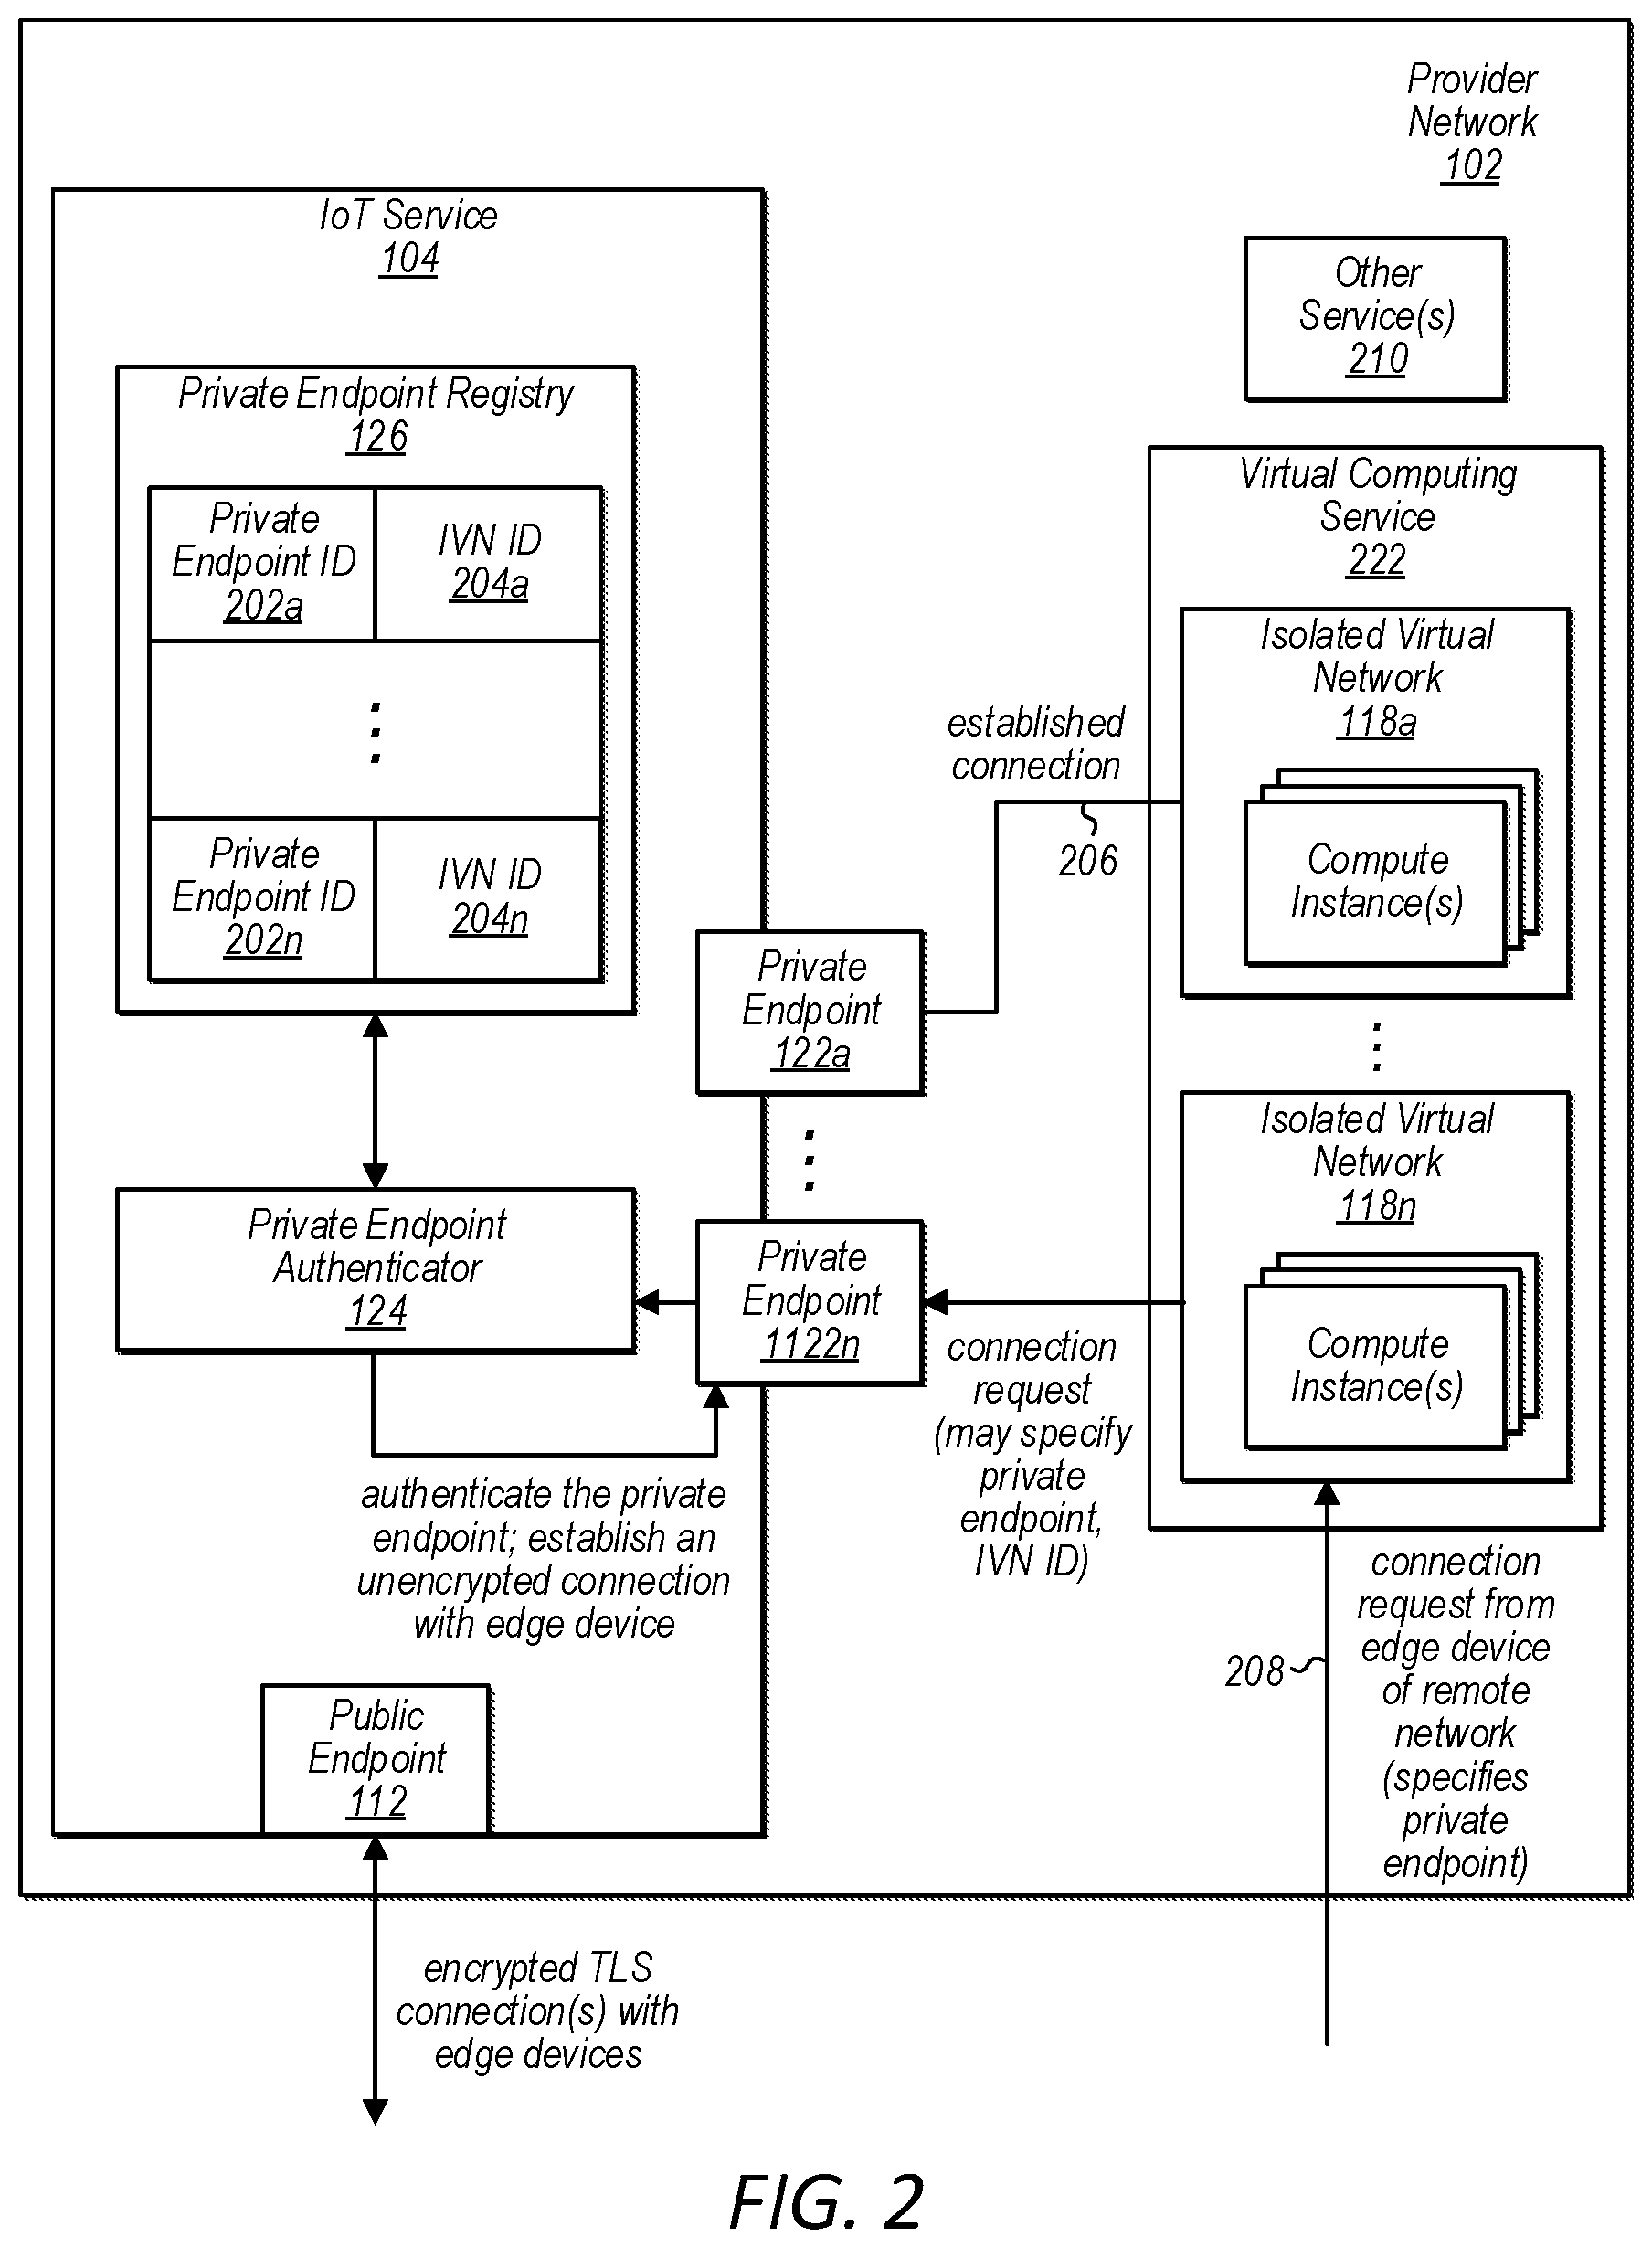 Provider
Network
102
IoT Service
104
Other
Service(s)
210
Private Endpoint Registry
126
Private
Endpoint ID
202a
IVN ID
204a
Private
Endpoint ID
202n
IVN ID
204n
Virtual Computing
Service
222
Isolated Virtual
Network
118a
Compute
Instance(s)
established
connection
206
Private
Endpoint
122a
Isolated Virtual
Network
118n
Compute
Instance(s)
Private Endpoint
Authenticator
124
Private
Endpoint
1122n
connection
request
(may specify
private
endpoint,
IVN ID)
authenticate the private
endpoint; establish an
unencrypted connection
with edge device
connection
request from
edge device
of remote
network
(specifies
private
endpoint)
208
Public
Endpoint
112
encrypted TLS
connection(s) with
edge devices
FIG. 2